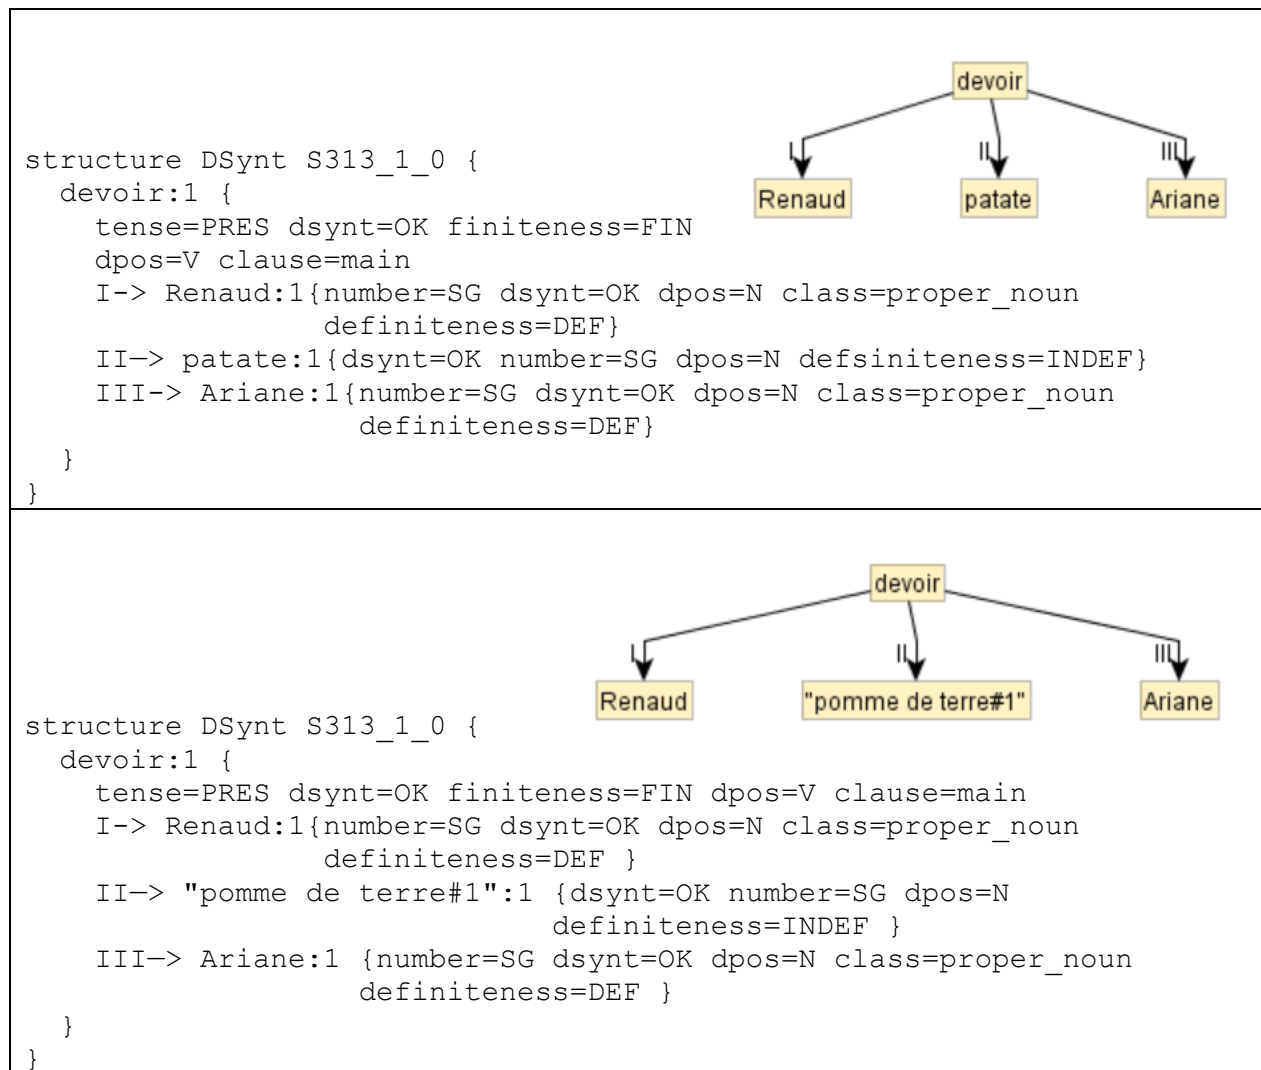 devoir
I II III
Renaud patate Ariane
structure DSynt S313_1_0 {
devoir:1 {
tense=PRES dsynt=OK finiteness=FIN
dpos=V clause=main
I-> Renaud:1{number=SG dsynt=OK dpos=N class=proper_noun
definiteness=DEF}
II—> patate:1{dsynt=OK number=SG dpos=N defsiniteness=INDEF}
III-> Ariane:1{number=SG dsynt=OK dpos=N class=proper_noun
definiteness=DEF}
}
}
devoir
I II III
Renaud "pomme de terre#1" Ariane
structure DSynt S313_1_0 {
devoir:1 {
tense=PRES dsynt=OK finiteness=FIN dpos=V clause=main
I-> Renaud:1{number=SG dsynt=OK dpos=N class=proper_noun
definiteness=DEF }
II—> "pomme de terre#1":1 {dsynt=OK number=SG dpos=N
definiteness=INDEF }
III—> Ariane:1 {number=SG dsynt=OK dpos=N class=proper_noun
definiteness=DEF }
}
}